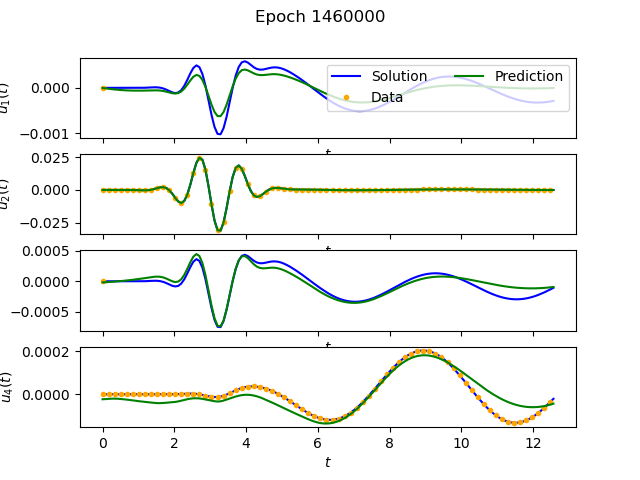 Epoch 1460000
u₁(t)
0.000
−0.001
Solution
Data
Prediction
t
u₂(t)
0.025
0.000
−0.025
t
0.0005
0.0000
−0.0005
t
u₄(t)
0.0002
0.0000
0 2 4 6 8 10 12
t